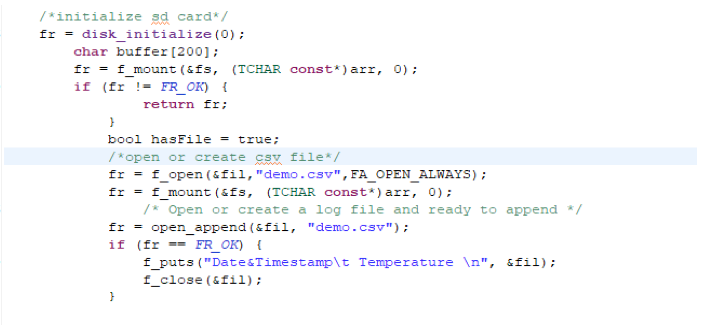 /*initialize sd card*/
fr = disk_initialize(0);
char buffer[200];
fr = f_mount(&fs, (TCHAR const*)arr, 0);
if (fr != FR_OK) {
return fr;
}
bool hasFile = true;
/*open or create csv file*/
fr = f_open(&fil,"demo.csv",FA_OPEN_ALWAYS);
fr = f_mount(&fs, (TCHAR const*)arr, 0);
/* Open or create a log file and ready to append */
fr = open_append(&fil, "demo.csv");
if (fr == FR_OK) {
f_puts("Date&Timestamp\t Temperature \n", &fil);
f_close(&fil);
}